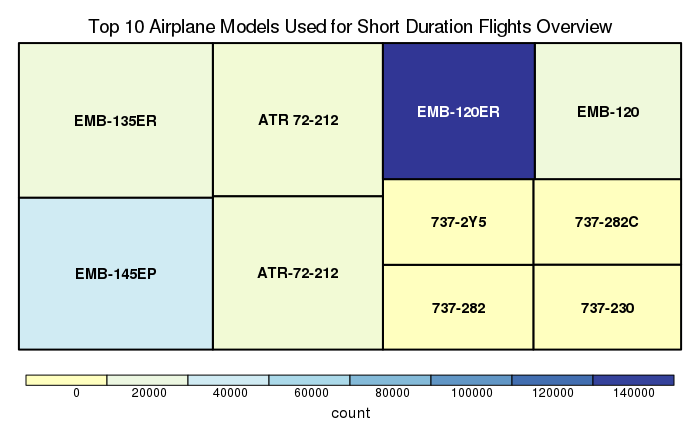 Top 10 Airplane Models Used for Short Duration Flights Overview
EMB-135ER
ATR 72-212
EMB-120ER
EMB-120
737-2Y5
737-282C
EMB-145EP
ATR-72-212
737-282
737-230
0 20000 40000 60000 80000 100000 120000 140000
count